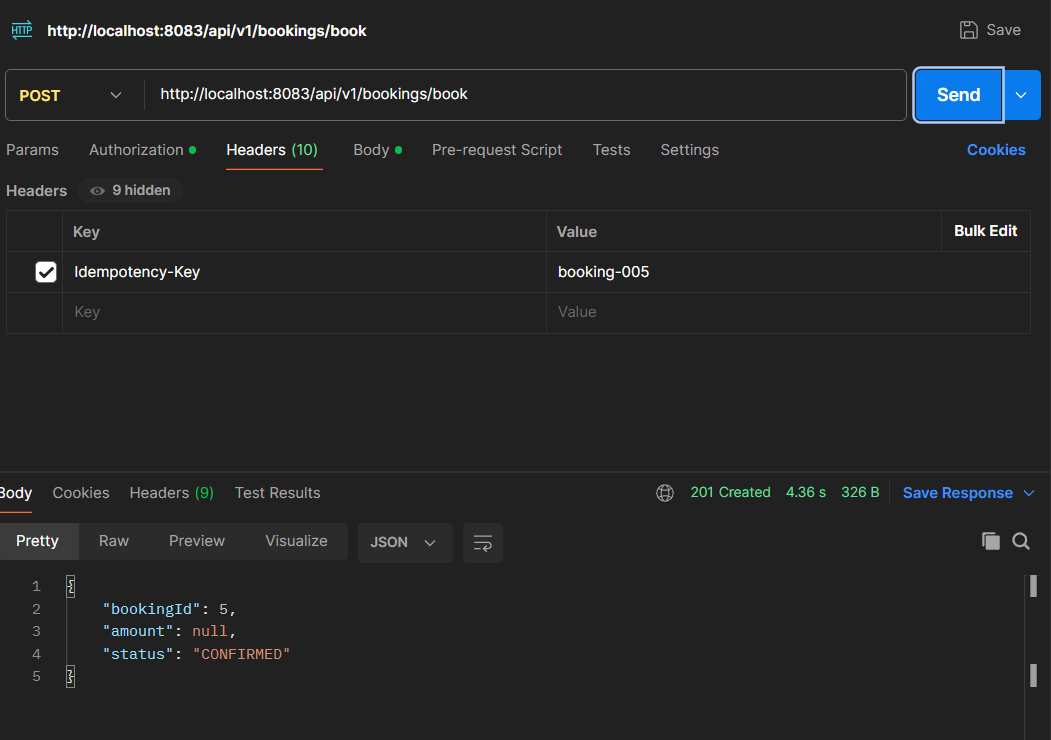 HTTP http://localhost:8083/api/v1/bookings/book Save
POST http://localhost:8083/api/v1/bookings/book Send
Params Authorization Headers (10) Body Pre-request Script Tests Settings Cookies
Headers 9 hidden
Key Value Bulk Edit
Idempotency-Key booking-005
Key Value
Body Cookies Headers (9) Test Results 201 Created 4.36 s 326 B Save Response
Pretty Raw Preview Visualize JSON
1 {
2 "bookingId": 5,
3 "amount": null,
4 "status": "CONFIRMED"
5 }